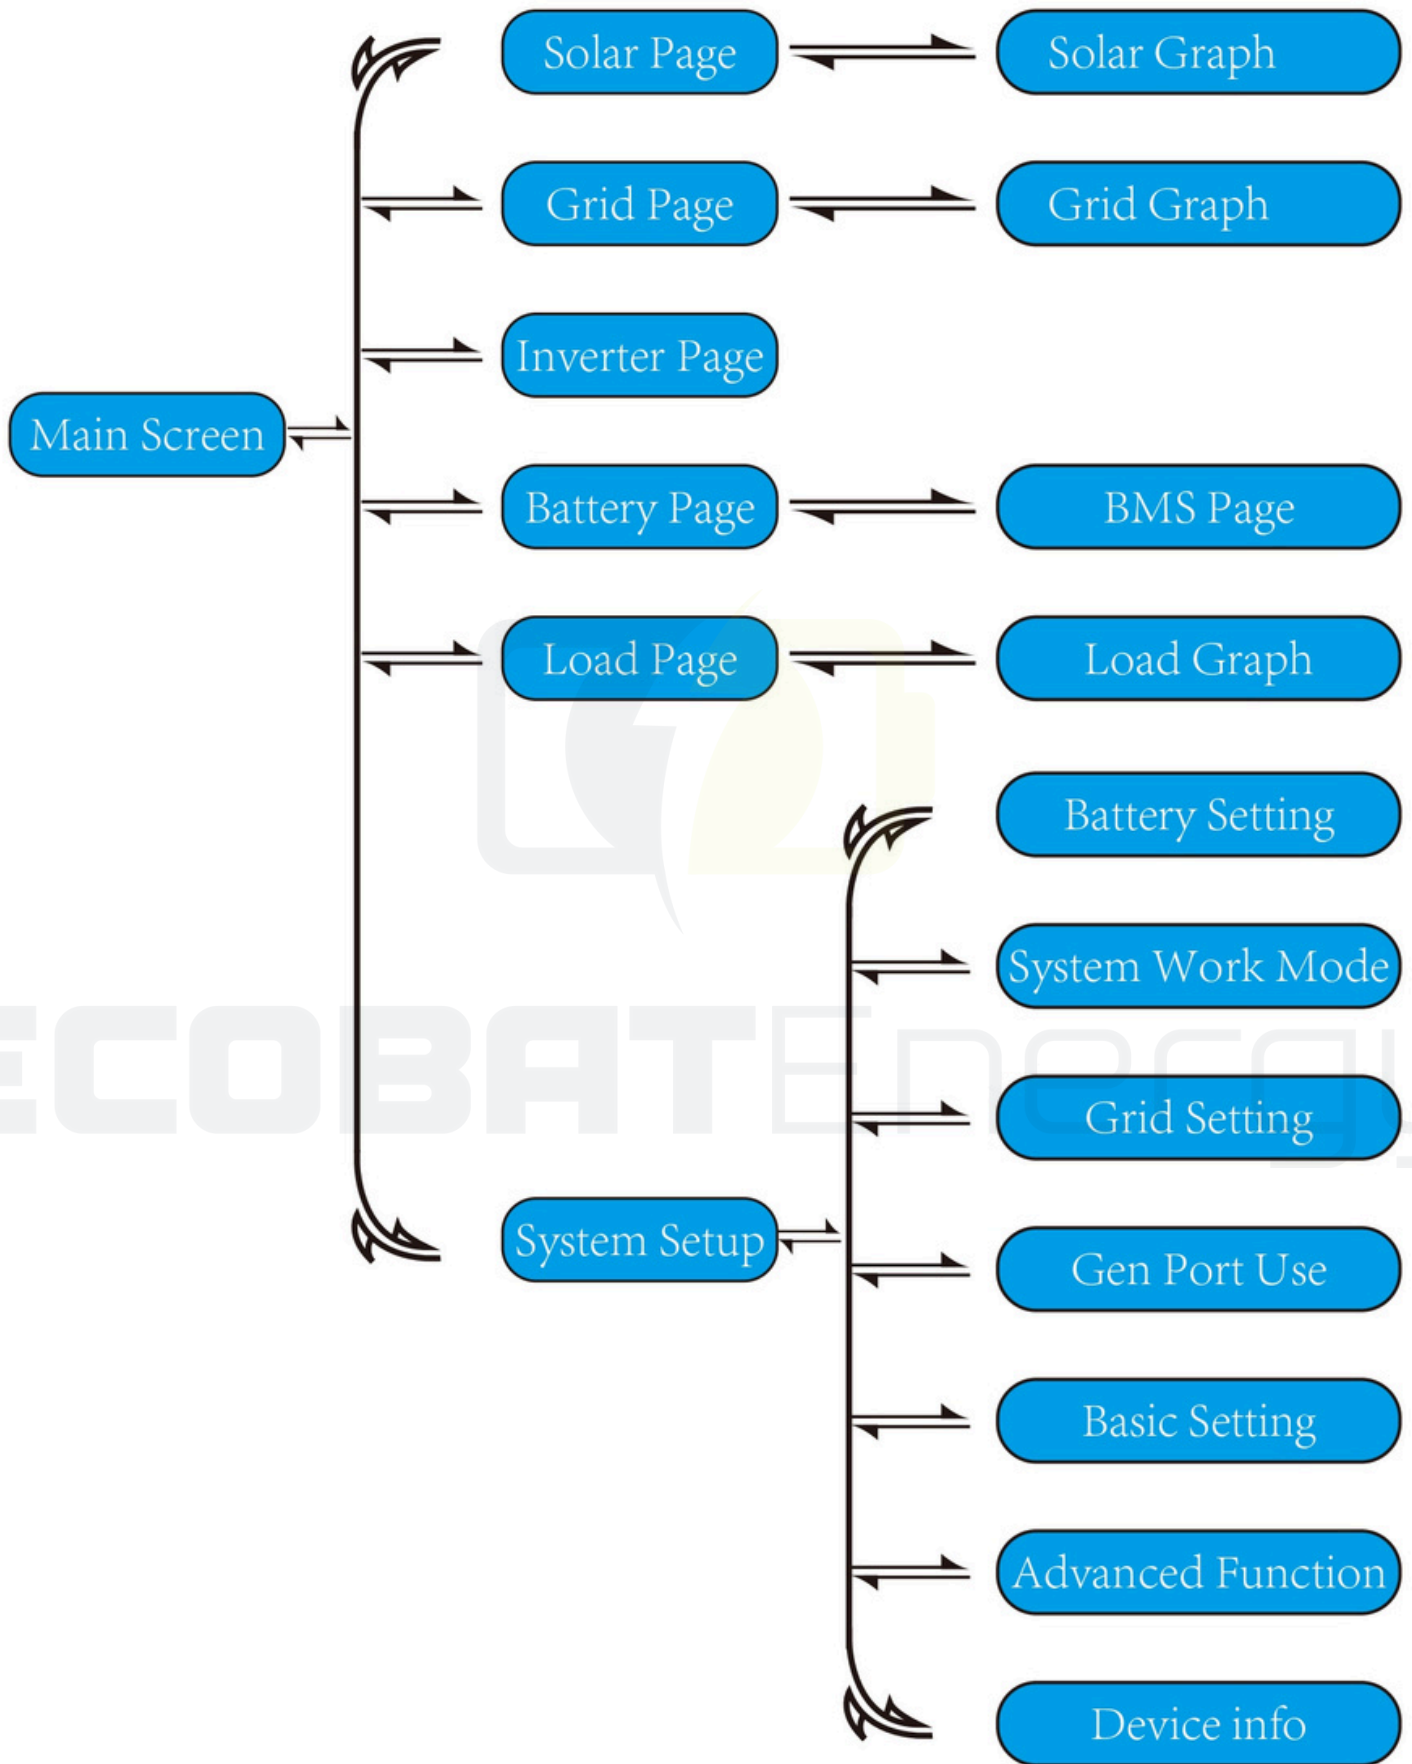 Solar Page
Solar Graph
Grid Page
Grid Graph
Inverter Page
Main Screen
Battery Page
BMS Page
Load Page
Load Graph
Battery Setting
System Work Mode
ECOBATEnergy
Grid Setting
System Setup
Gen Port Use
Basic Setting
Advanced Function
Device info